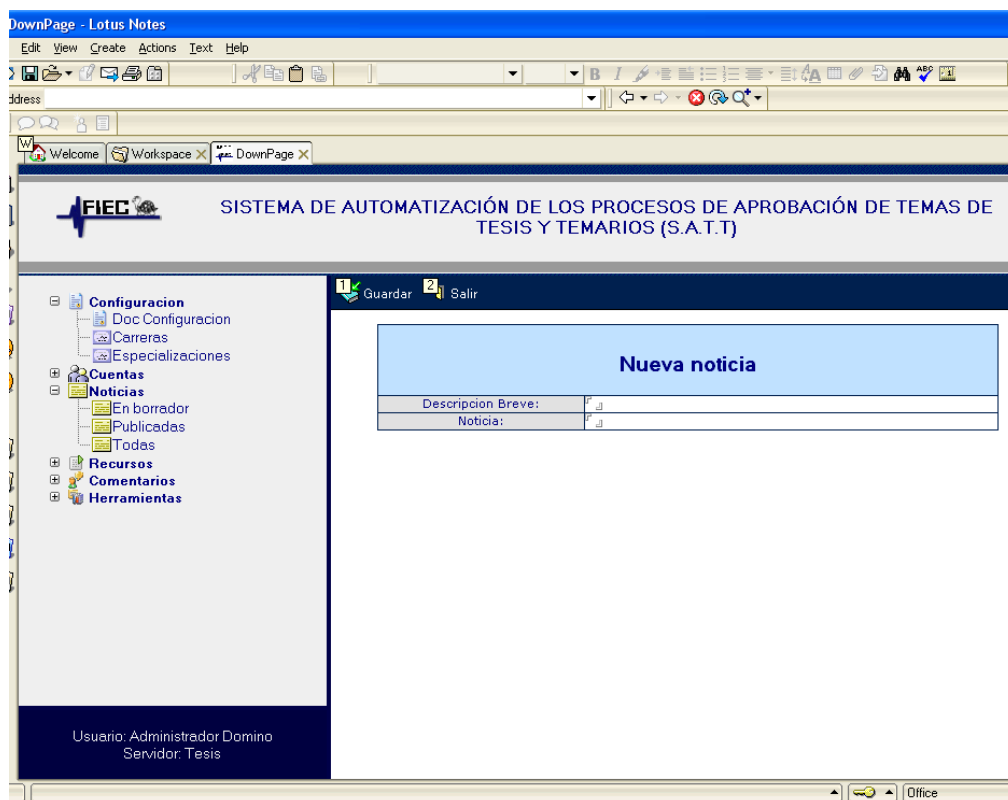 DownPage - Lotus Notes
Edit View Create Actions Text Help
ddress
W
Welcome Workspace DownPage
FIEC
SISTEMA DE AUTOMATIZACIÓN DE LOS PROCESOS DE APROBACIÓN DE TEMAS DE
TESIS Y TEMARIOS (S.A.T.T)
1 Guardar 2 Salir
Configuracion
Doc Configuracion
Carreras
Especializaciones
Cuentas
Noticias
En borrador
Publicadas
Todas
Recursos
Comentarios
Herramientas
Nueva noticia
Descripcion Breve:
Noticia:
Usuario: Administrador Domino
Servidor: Tesis
Office